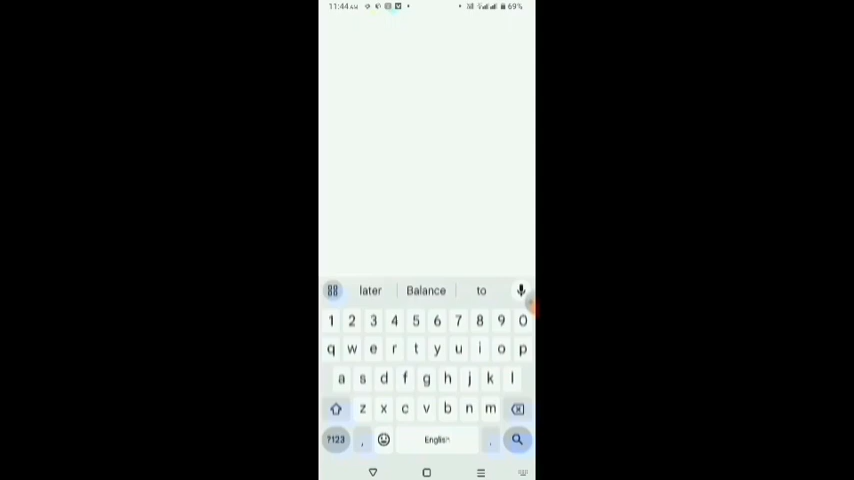 11:44 AM 69%
later Balance to
1 2 3 4 5 6 7 8 9 0
q w e r t y u i o p
a s d f g h j k l
z x c v b n m
?123 , English .